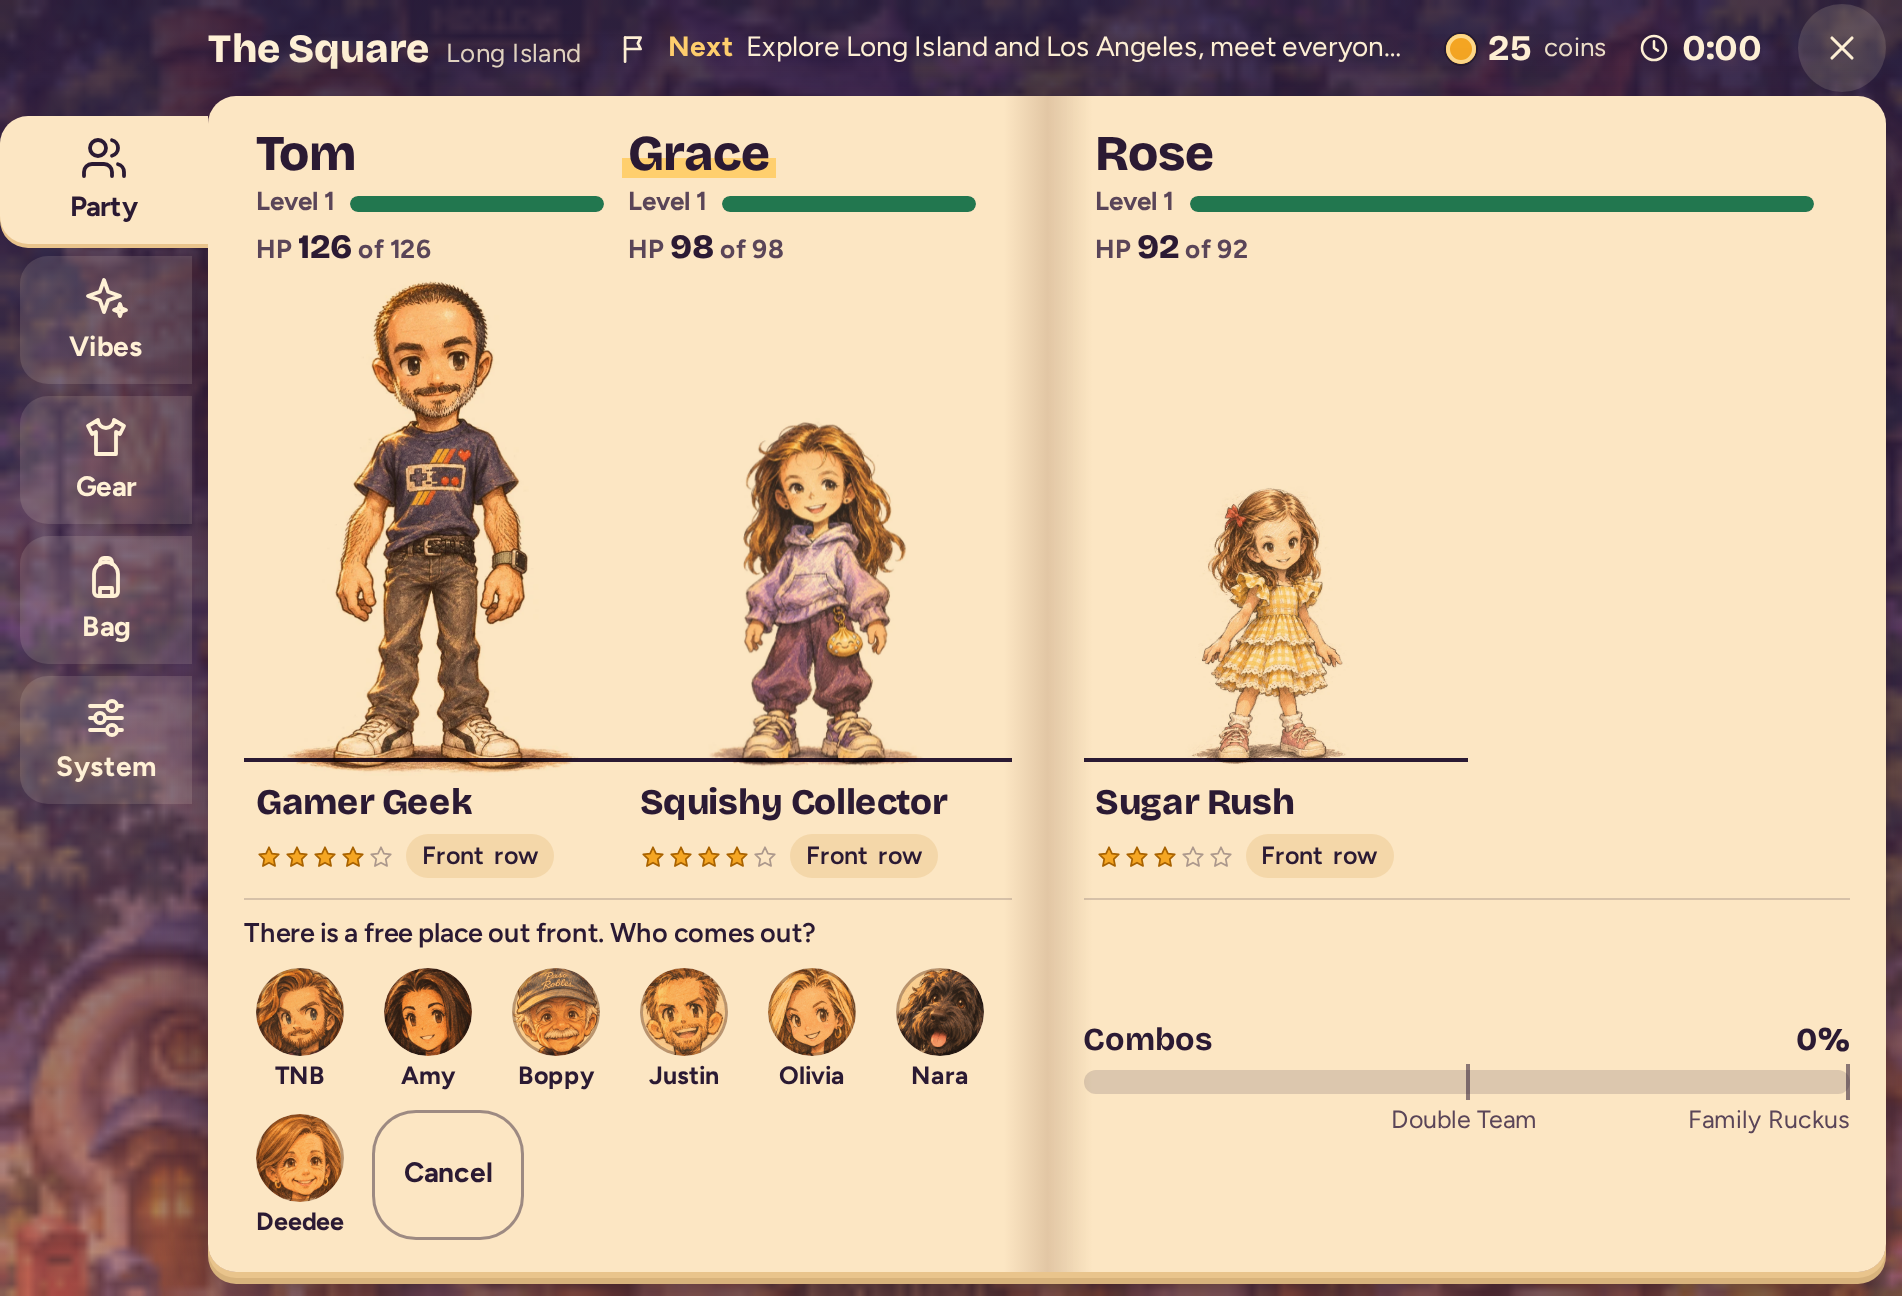 The Square Long Island
Next Explore Long Island and Los Angeles, meet everyon...
25 coins
0:00
Party
Vibes
Gear
Bag
System
Tom
Level 1
HP 126 of 126
Grace
Level 1
HP 98 of 98
Rose
Level 1
HP 92 of 92
Gamer Geek
Front row
Squishy Collector
Front row
Sugar Rush
Front row
There is a free place out front. Who comes out?
Paso
Robles
TNB
Amy
Boppy
Justin
Olivia
Nara
Deedee
Cancel
Combos 0%
Double Team
Family Ruckus